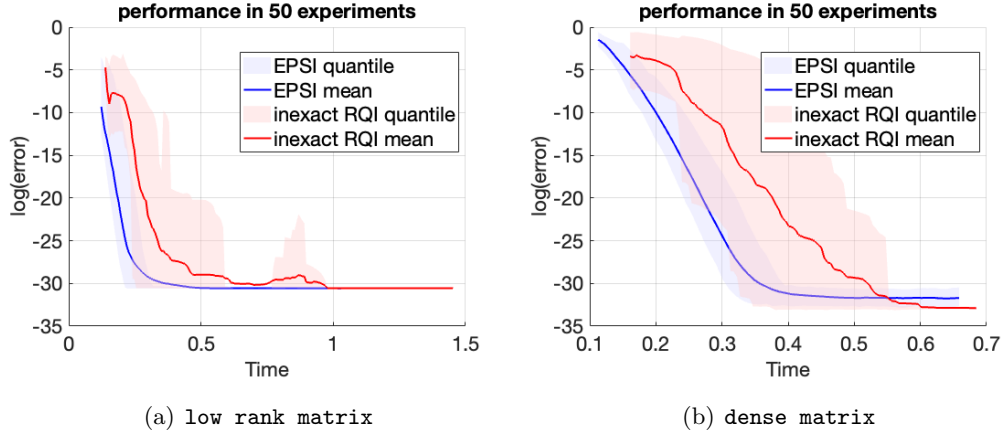 performance in 50 experiments
0
-5
-10
-15
-20
-25
-30
-35
log(error)
EPSI quantile
EPSI mean
inexact RQI quantile
inexact RQI mean
0
0.5
1
1.5
Time
(a) low rank matrix
performance in 50 experiments
0
-5
-10
-15
-20
-25
-30
-35
log(error)
EPSI quantile
EPSI mean
inexact RQI quantile
inexact RQI mean
0.1
0.2
0.3
0.4
0.5
0.6
0.7
Time
(b) dense matrix